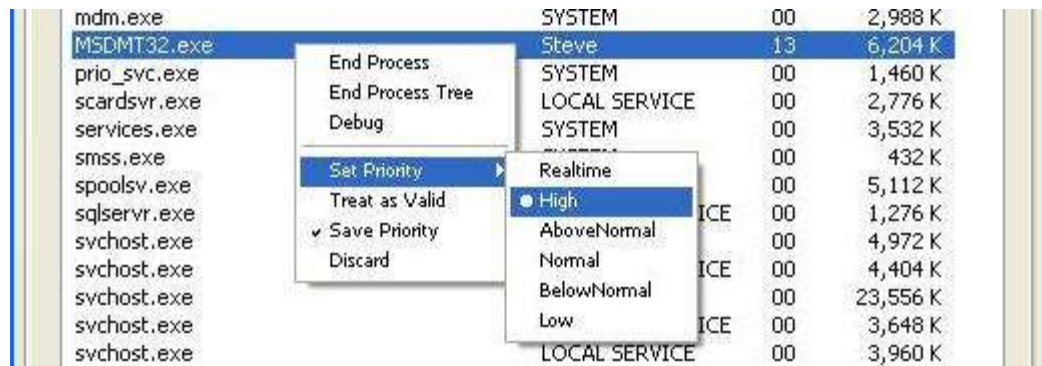 mdm.exe SYSTEM 00 2,988 K
MSDMT32.exe Steve 13 6,204 K
prio_svc.exe SYSTEM 00 1,460 K
scardsvr.exe LOCAL SERVICE 00 2,776 K
services.exe SYSTEM 00 3,532 K
smss.exe 00 432 K
spoolsv.exe 00 5,112 K
sqlservr.exe ICE 00 1,276 K
svchost.exe 00 4,972 K
svchost.exe ICE 00 4,404 K
svchost.exe 00 23,556 K
svchost.exe ICE 00 3,648 K
svchost.exe LOCAL SERVICE 00 3,960 K
End Process
End Process Tree
Debug
Set Priority
Treat as Valid
Save Priority
Discard
Realtime
High
AboveNormal
Normal
BelowNormal
Low